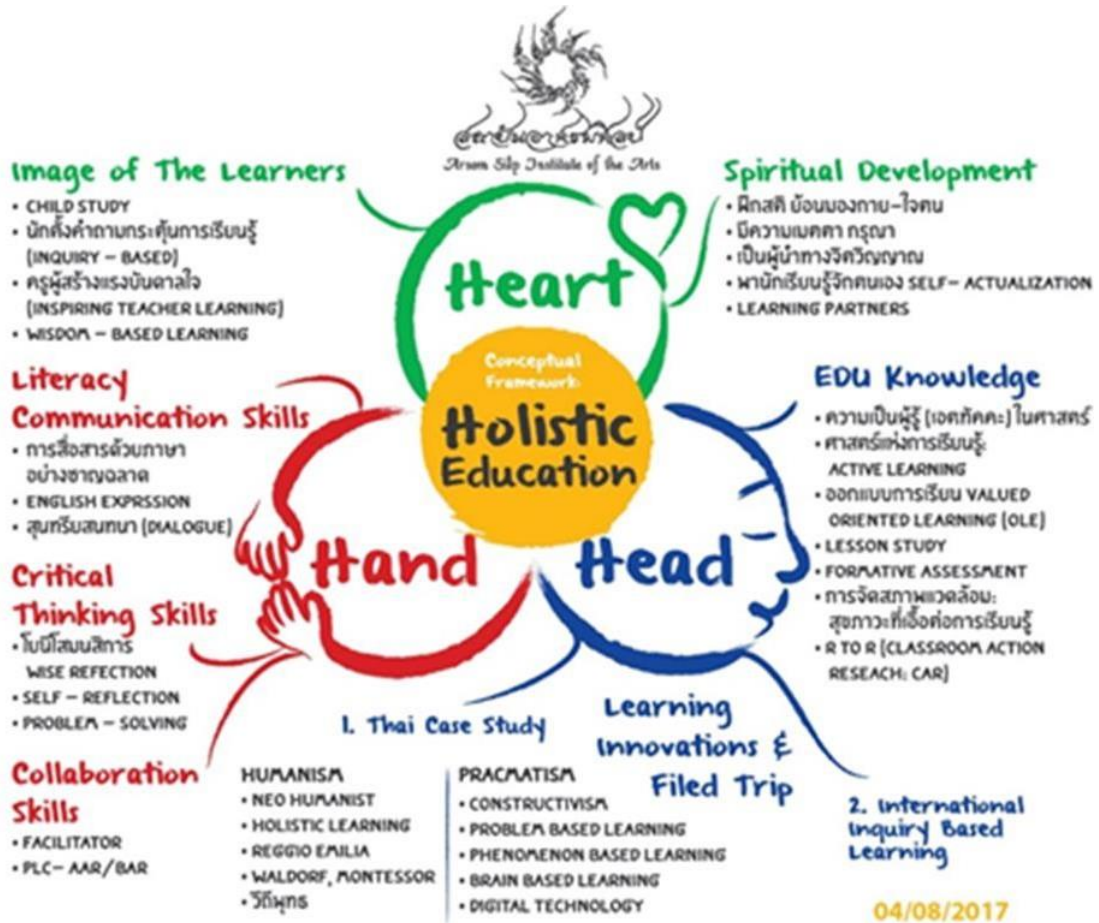 สถาบันอาศรมศิลป์
Arsom Silp Institute of the Arts
Image of The Learners
• CHILD STUDY
• นักตั้งคำถามกระตุ้นการเรียนรู้
(INQUIRY – BASED)
• ครูผู้สร้างแรงบันดาลใจ
(INSPIRING TEACHER LEARNING)
• WISDOM – BASED LEARNING
Spiritual Development
• ฝึกสติ ย้อนมองกาย-ใจตน
• มีความเมตตา กรุณา
• เป็นผู้นำทางจิตวิญญาณ
• พานักเรียนรู้จักตนเอง SELF- ACTUALIZATION
• LEARNING PARTNERS
Heart
Conceptual
Framework:
Holistic
Education
Hand
Head
Literacy
Communication Skills
• การสื่อสารด้วยภาษา
อย่างชาญฉลาด
• ENGLISH EXPRSSION
• สุนทรียสนทนา (DIALOGUE)
Critical
Thinking Skills
• โยนิโสมนสิการ
WISE REFECTION
• SELF – REFLECTION
• PROBLEM – SOLVING
Collaboration
Skills
• FACILITATOR
• PLC- AAR/BAR
EDU Knowledge
• ความเป็นผู้รู้ (เอตทัคคะ) ในศาสตร์
• ศาสตร์แห่งการเรียนรู้:
ACTIVE LEARNING
• ออกแบบการเรียน VALUED
ORIENTED LEARNING (OLE)
• LESSON STUDY
• FORMATIVE ASSESSMENT
• การจัดสภาพแวดล้อม:
สุขภาวะที่เอื้อต่อการเรียนรู้
• R TO R (CLASSROOM ACTION
RESEACH: CAR)
Learning
Innovations &
Filed Trip
1. Thai Case Study
HUMANISM
• NEO HUMANIST
• HOLISTIC LEARNING
• REGGIO EMILIA
• WALDORF, MONTESSOR
• วิถีพุทธ
PRACMATISM
• CONSTRUCTIVISM
• PROBLEM BASED LEARNING
• PHENOMENON BASED LEARNING
• BRAIN BASED LEARNING
• DIGITAL TECHNOLOGY
2. International
Inquiry Based
Learning
04/08/2017